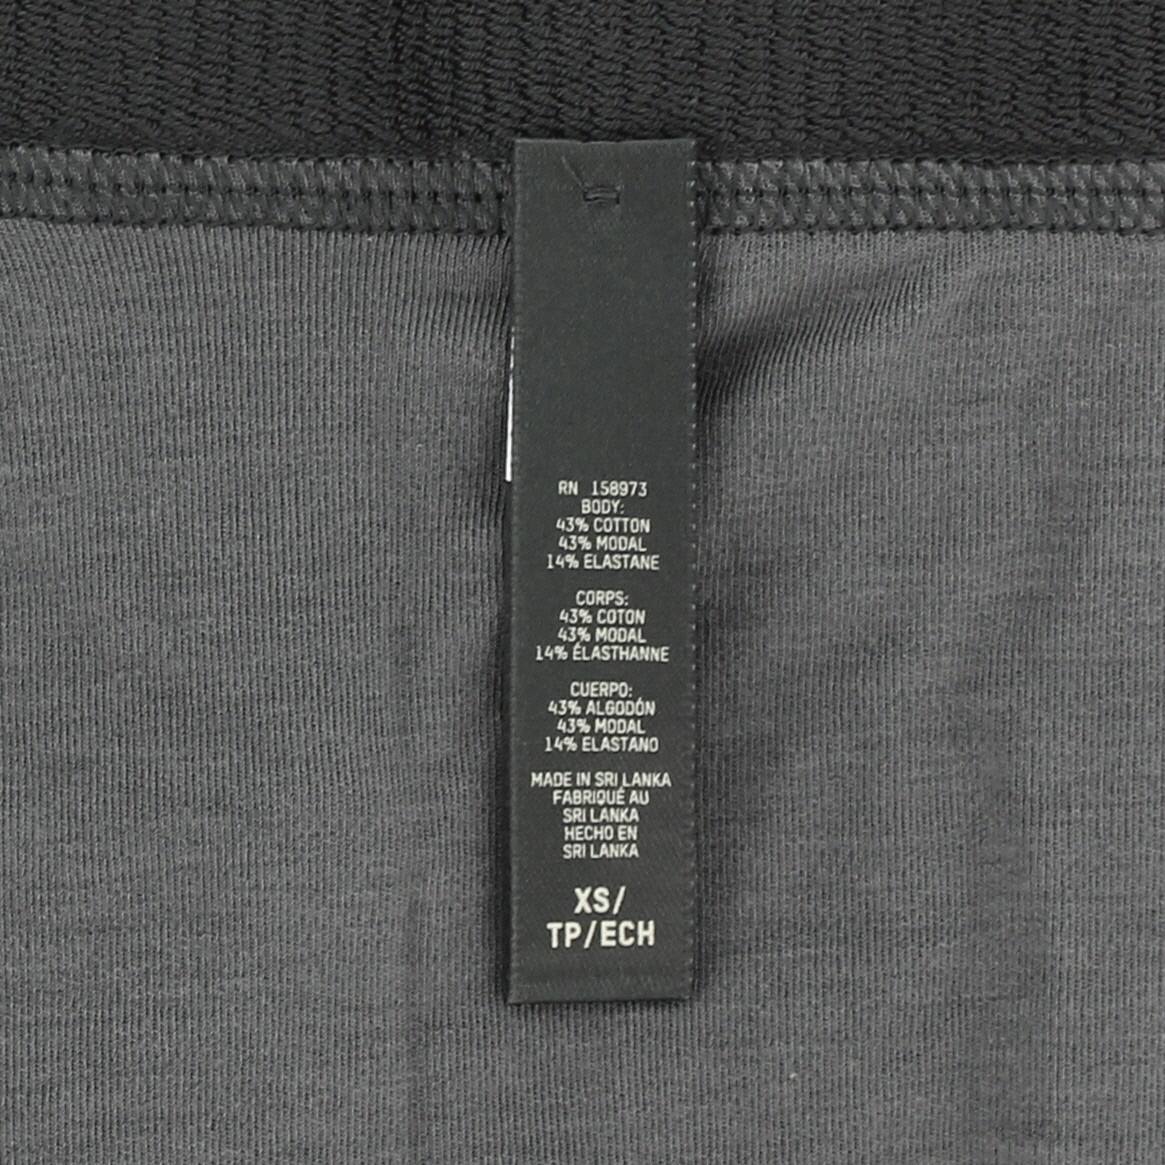 RN 158973
BODY:
43% COTTON
43% MODAL
14% ELASTANE
CORPS:
43% COTON
43% MODAL
14% ÉLASTHANNE
CUERPO:
43% ALGODÓN
43% MODAL
14% ELASTANO
MADE IN SRI LANKA
FABRIQUÉ AU
SRI LANKA
HECHO EN
SRI LANKA
XS/
TP/ECH